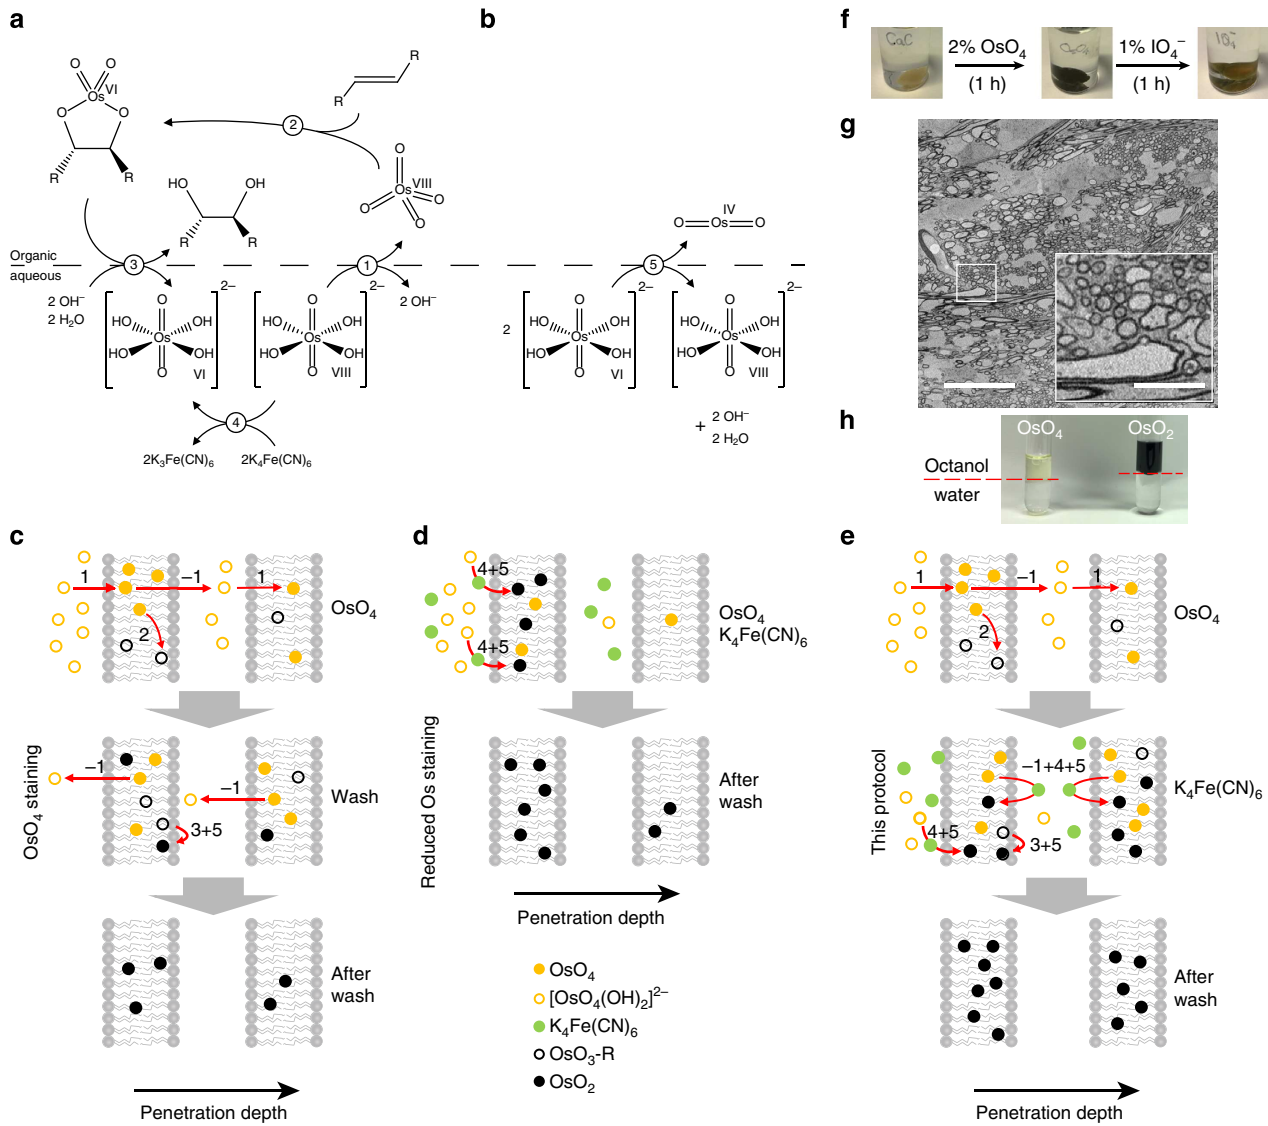 a
b
f
O
O
VI
Os
O
O
R
R
R
R
2
O
VIII
Os
O
O
O
HO
OH
R
R
IV
O=Os=O
Organic
aqueous
3
1
5
2 OH⁻
2 H₂O
2 OH⁻
2–
O
HO
OH
Os
HO
OH
O
VI
2–
O
HO
OH
Os
HO
OH
O
VIII
4
2K₃Fe(CN)₆
2K₄Fe(CN)₆
2
2–
O
HO
OH
Os
HO
OH
O
VI
2–
O
HO
OH
Os
HO
OH
O
VIII
+
2 OH⁻
2 H₂O
CaC
2% OsO₄
(1 h)
1% IO₄⁻
(1 h)
IO₄⁻
g
h
OsO₄
OsO₂
Octanol
water
c
1
–1
1
2
OsO₄
OsO₄ staining
–1
–1
3+5
Wash
After
wash
Penetration depth
d
4+5
4+5
OsO₄
K₄Fe(CN)₆
Reduced Os staining
After
wash
Penetration depth
OsO₄
[OsO₄(OH)₂]²⁻
K₄Fe(CN)₆
OsO₃-R
OsO₂
e
1
–1
1
2
OsO₄
This protocol
–1+4+5
4+5
3+5
K₄Fe(CN)₆
After
wash
Penetration depth